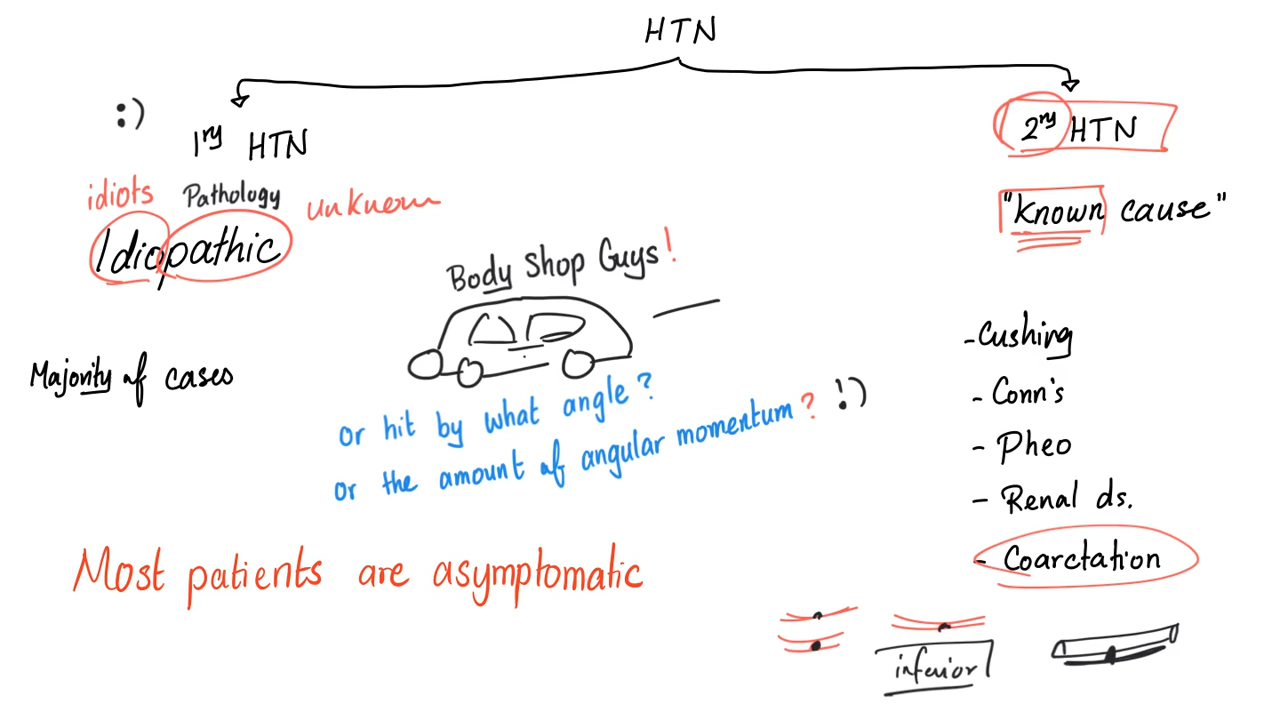 HTN
:)
1ry HTN
2ry HTN
idiots Pathology unknown
Idiopathic
"known cause"
Body Shop Guys!
Majority of cases
or hit by what angle?
or the amount of angular momentum? !)
-Cushing
- Conn's
- Pheo
- Renal ds.
- Coarctation
Most patients are asymptomatic
inferior